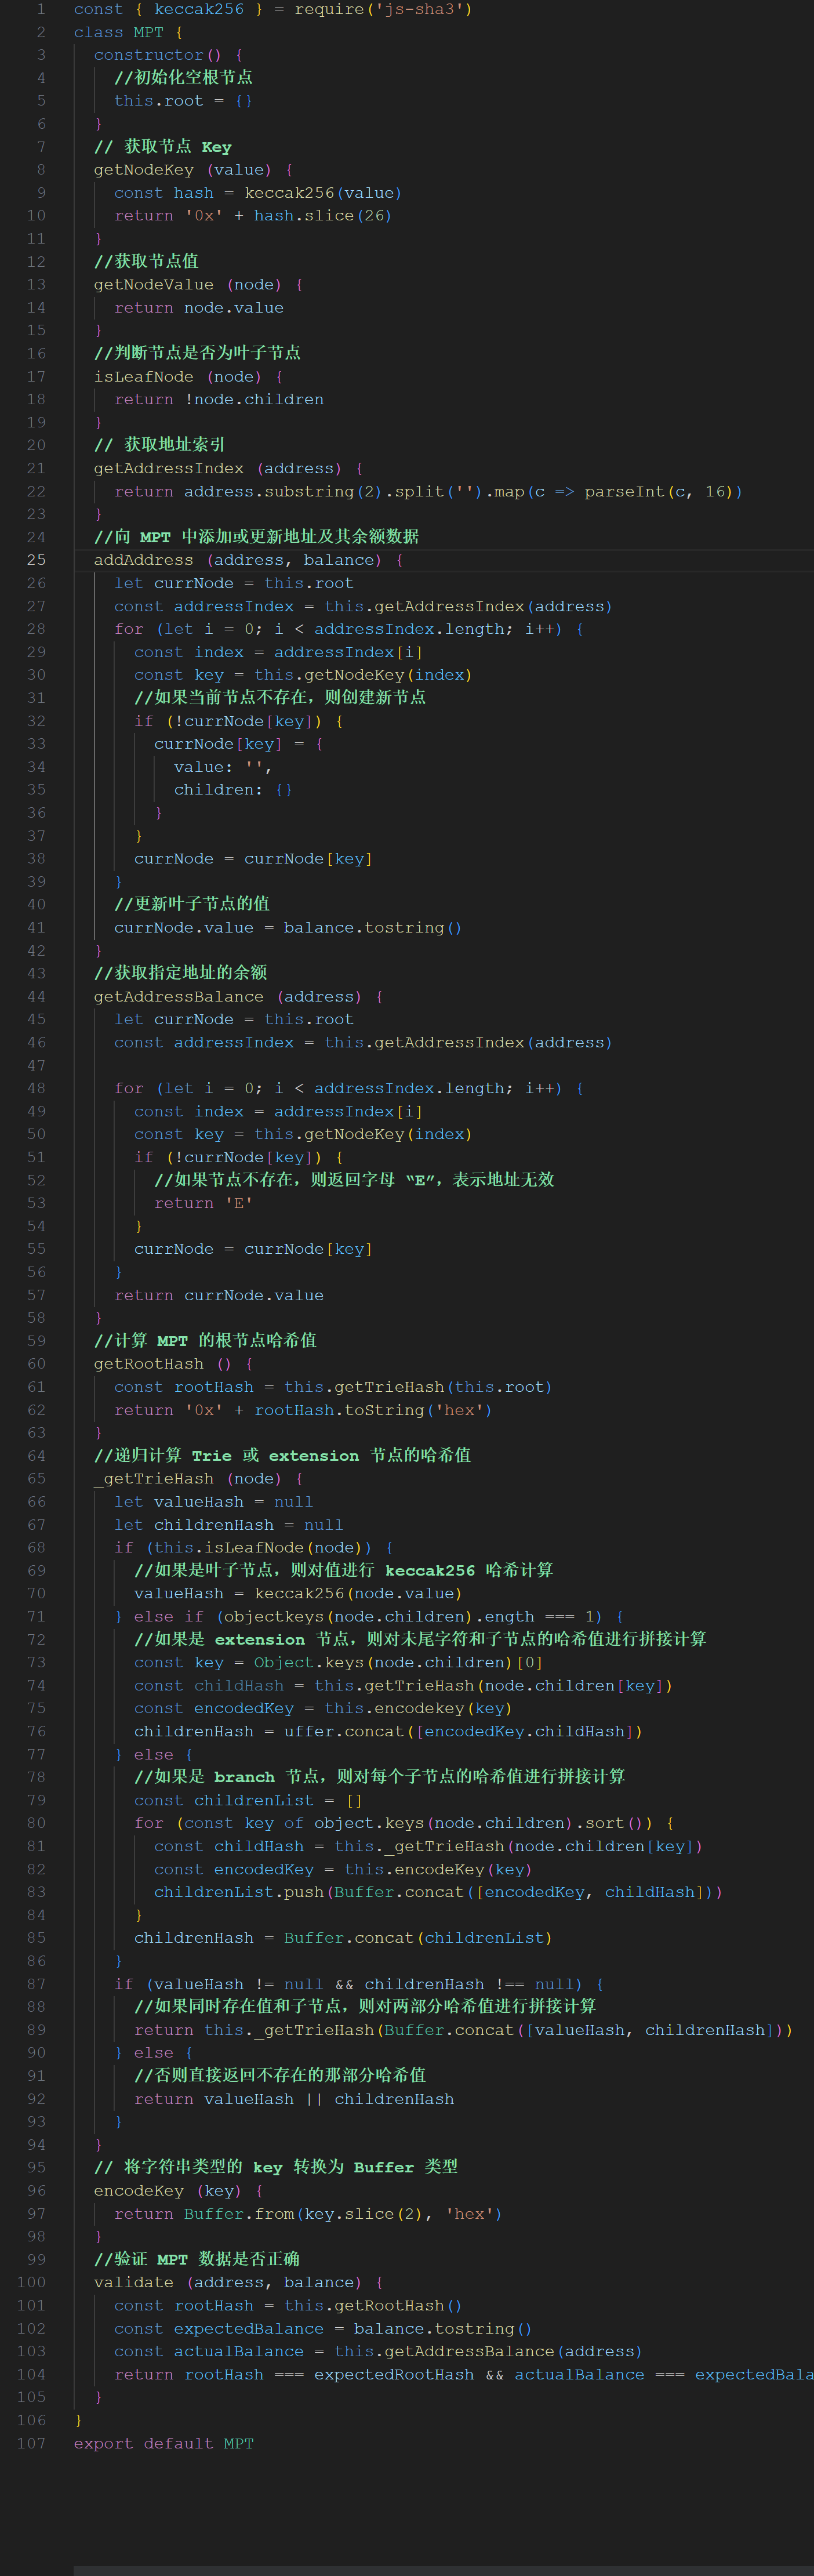 1 const { keccak256 } = require('js-sha3')
2 class MPT {
3 constructor() {
4 //初始化空根节点
5 this.root = {}
6 }
7 // 获取节点 Key
8 getNodeKey (value) {
9 const hash = keccak256(value)
10 return '0x' + hash.slice(26)
11 }
12 //获取节点值
13 getNodeValue (node) {
14 return node.value
15 }
16 //判断节点是否为叶子节点
17 isLeafNode (node) {
18 return !node.children
19 }
20 // 获取地址索引
21 getAddressIndex (address) {
22 return address.substring(2).split('').map(c => parseInt(c, 16))
23 }
24 //向 MPT 中添加或更新地址及其余额数据
25 addAddress (address, balance) {
26 let currNode = this.root
27 const addressIndex = this.getAddressIndex(address)
28 for (let i = 0; i < addressIndex.length; i++) {
29 const index = addressIndex[i]
30 const key = this.getNodeKey(index)
31 //如果当前节点不存在，则创建新节点
32 if (!currNode[key]) {
33 currNode[key] = {
34 value: '',
35 children: {}
36 }
37 }
38 currNode = currNode[key]
39 }
40 //更新叶子节点的值
41 currNode.value = balance.tostring()
42 }
43 //获取指定地址的余额
44 getAddressBalance (address) {
45 let currNode = this.root
46 const addressIndex = this.getAddressIndex(address)
47
48 for (let i = 0; i < addressIndex.length; i++) {
49 const index = addressIndex[i]
50 const key = this.getNodeKey(index)
51 if (!currNode[key]) {
52 //如果节点不存在，则返回字母 “E”，表示地址无效
53 return 'E'
54 }
55 currNode = currNode[key]
56 }
57 return currNode.value
58 }
59 //计算 MPT 的根节点哈希值
60 getRootHash () {
61 const rootHash = this.getTrieHash(this.root)
62 return '0x' + rootHash.toString('hex')
63 }
64 //递归计算 Trie 或 extension 节点的哈希值
65 _getTrieHash (node) {
66 let valueHash = null
67 let childrenHash = null
68 if (this.isLeafNode(node)) {
69 //如果是叶子节点，则对值进行 keccak256 哈希计算
70 valueHash = keccak256(node.value)
71 } else if (objectkeys(node.children).ength === 1) {
72 //如果是 extension 节点，则对未尾字符和子节点的哈希值进行拼接计算
73 const key = Object.keys(node.children)[0]
74 const childHash = this.getTrieHash(node.children[key])
75 const encodedKey = this.encodekey(key)
76 childrenHash = uffer.concat([encodedKey.childHash])
77 } else {
78 //如果是 branch 节点，则对每个子节点的哈希值进行拼接计算
79 const childrenList = []
80 for (const key of object.keys(node.children).sort()) {
81 const childHash = this._getTrieHash(node.children[key])
82 const encodedKey = this.encodeKey(key)
83 childrenList.push(Buffer.concat([encodedKey, childHash]))
84 }
85 childrenHash = Buffer.concat(childrenList)
86 }
87 if (valueHash != null && childrenHash !== null) {
88 //如果同时存在值和子节点，则对两部分哈希值进行拼接计算
89 return this._getTrieHash(Buffer.concat([valueHash, childrenHash]))
90 } else {
91 //否则直接返回不存在的那部分哈希值
92 return valueHash || childrenHash
93 }
94 }
95 // 将字符串类型的 key 转换为 Buffer 类型
96 encodeKey (key) {
97 return Buffer.from(key.slice(2), 'hex')
98 }
99 //验证 MPT 数据是否正确
100 validate (address, balance) {
101 const rootHash = this.getRootHash()
102 const expectedBalance = balance.tostring()
103 const actualBalance = this.getAddressBalance(address)
104 return rootHash === expectedRootHash && actualBalance === expectedBala
105 }
106 }
107 export default MPT